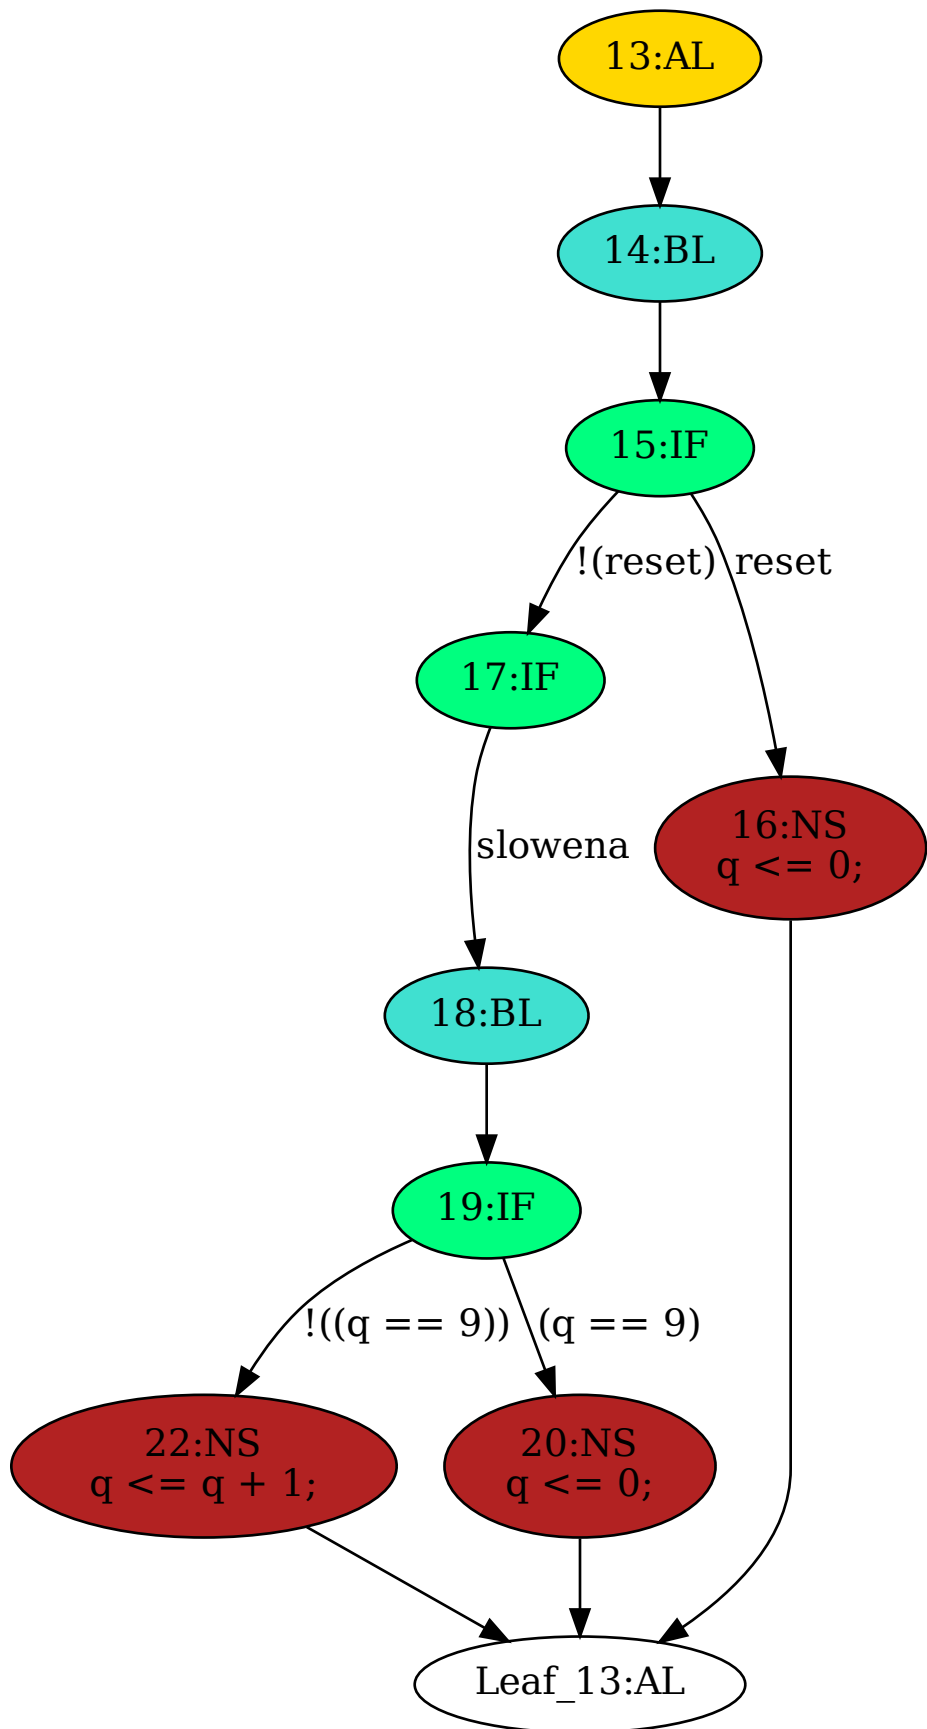 13:AL
14:BL
15:IF
!(reset)
reset
17:IF
slowena
16:NS
q <= 0;
18:BL
19:IF
!((q == 9))
(q == 9)
22:NS
q <= q + 1;
20:NS
q <= 0;
Leaf_13:AL